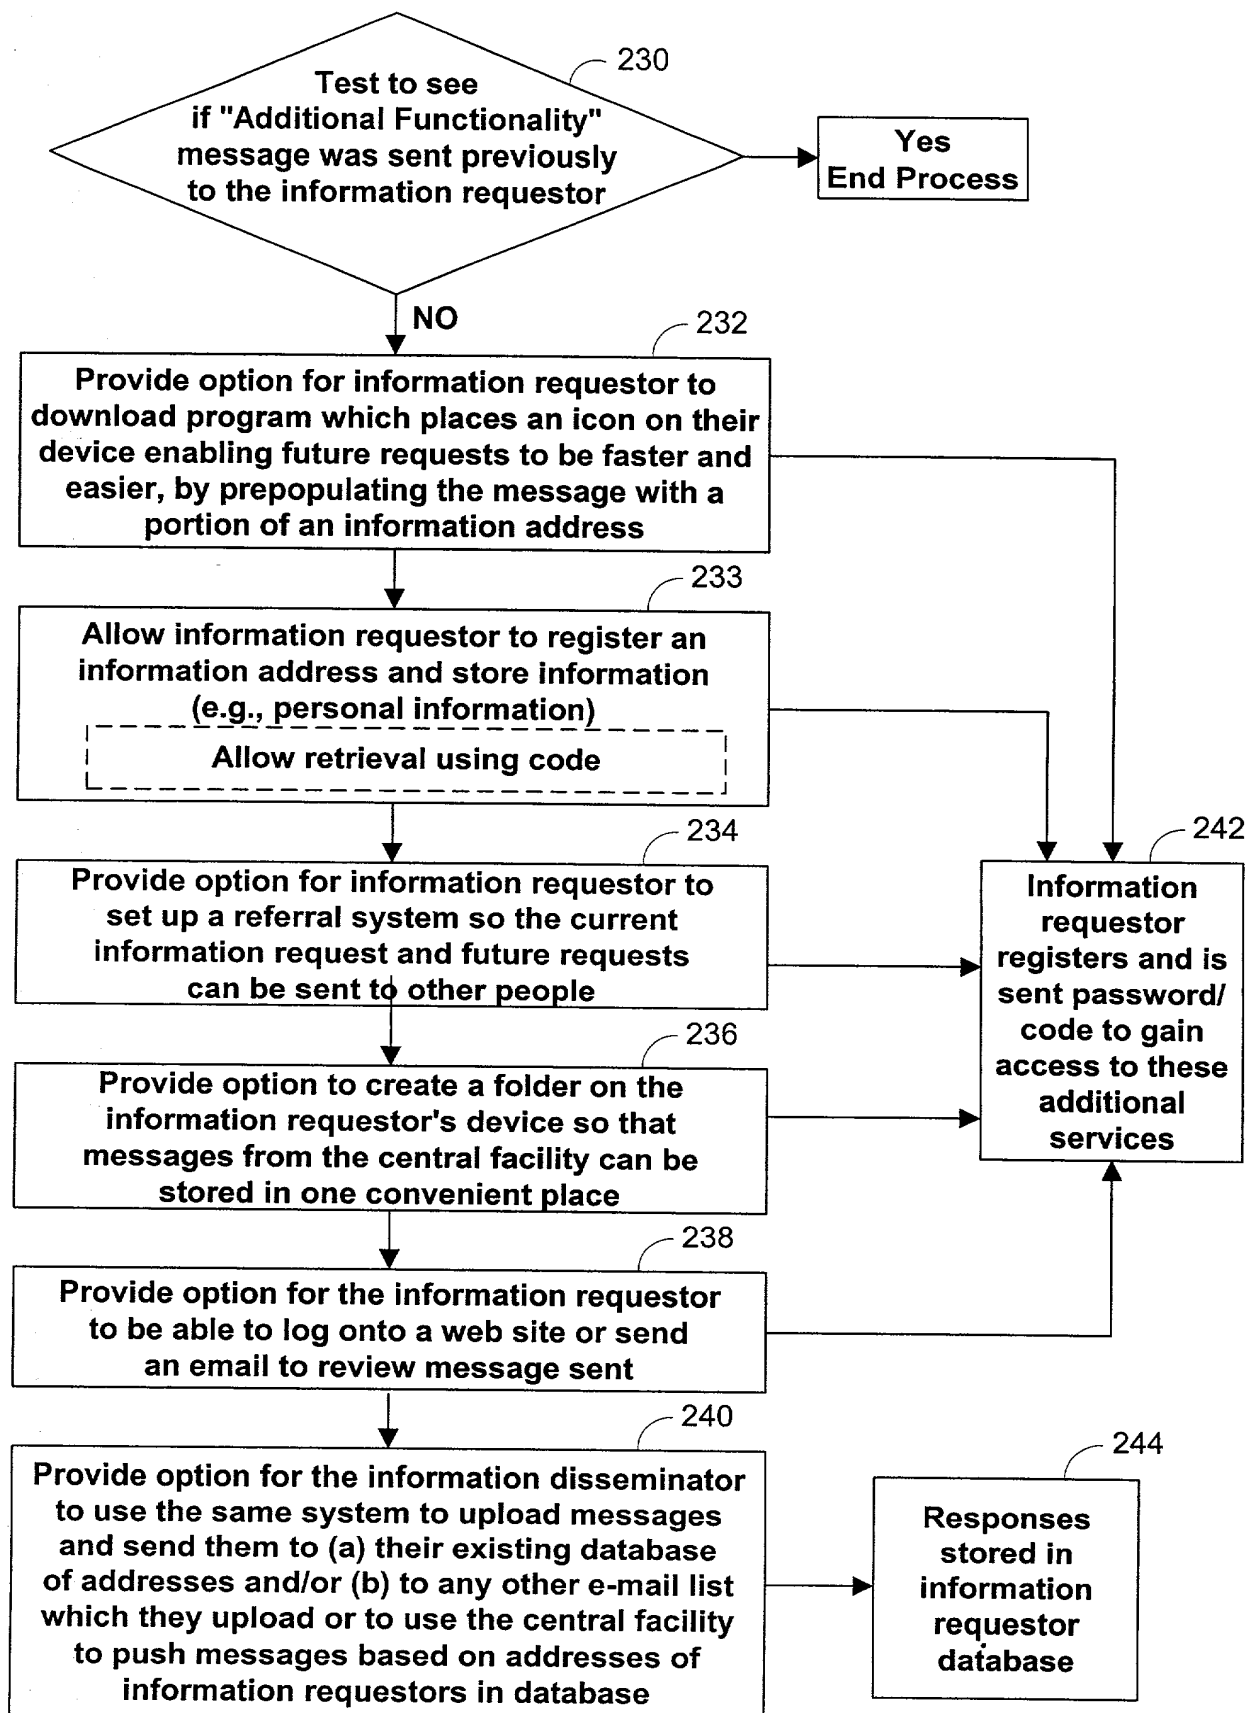 230
Test to see
if "Additional Functionality"
message was sent previously
to the information requestor
Yes
End Process
NO
232
Provide option for information requestor to
download program which places an icon on their
device enabling future requests to be faster and
easier, by prepopulating the message with a
portion of an information address
233
Allow information requestor to register an
information address and store information
(e.g., personal information)
Allow retrieval using code
234
Provide option for information requestor to
set up a referral system so the current
information request and future requests
can be sent to other people
242
Information
requestor
registers and is
sent password/
code to gain
access to these
additional
services
236
Provide option to create a folder on the
information requestor's device so that
messages from the central facility can be
stored in one convenient place
238
Provide option for the information requestor
to be able to log onto a web site or send
an email to review message sent
240
Provide option for the information disseminator
to use the same system to upload messages
and send them to (a) their existing database
of addresses and/or (b) to any other e-mail list
which they upload or to use the central facility
to push messages based on addresses of
information requestors in database
244
Responses
stored in
information
requestor
database